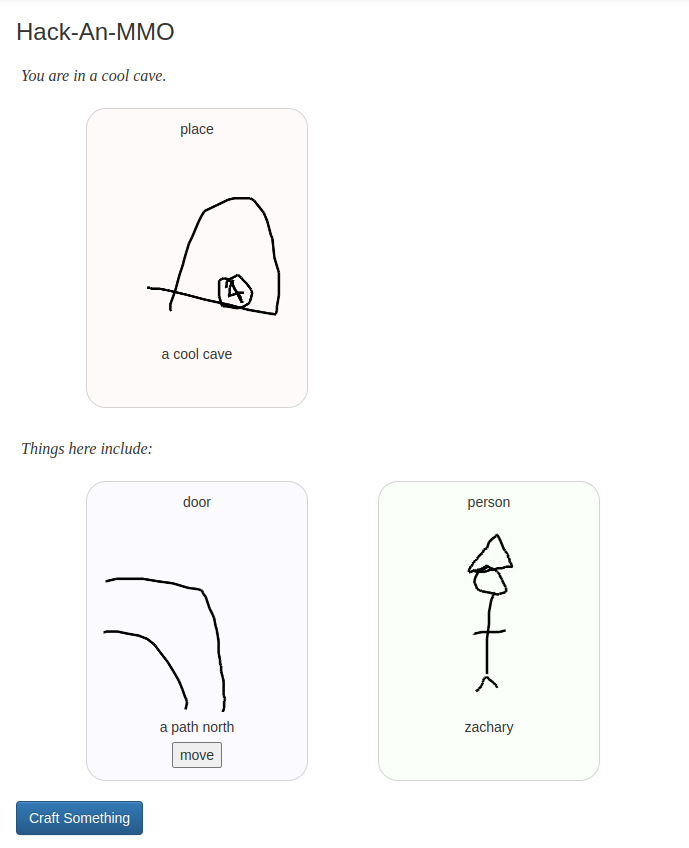 Hack-An-MMO
You are in a cool cave.
place
a cool cave
Things here include:
door
person
a path north
zachary
move
Craft Something